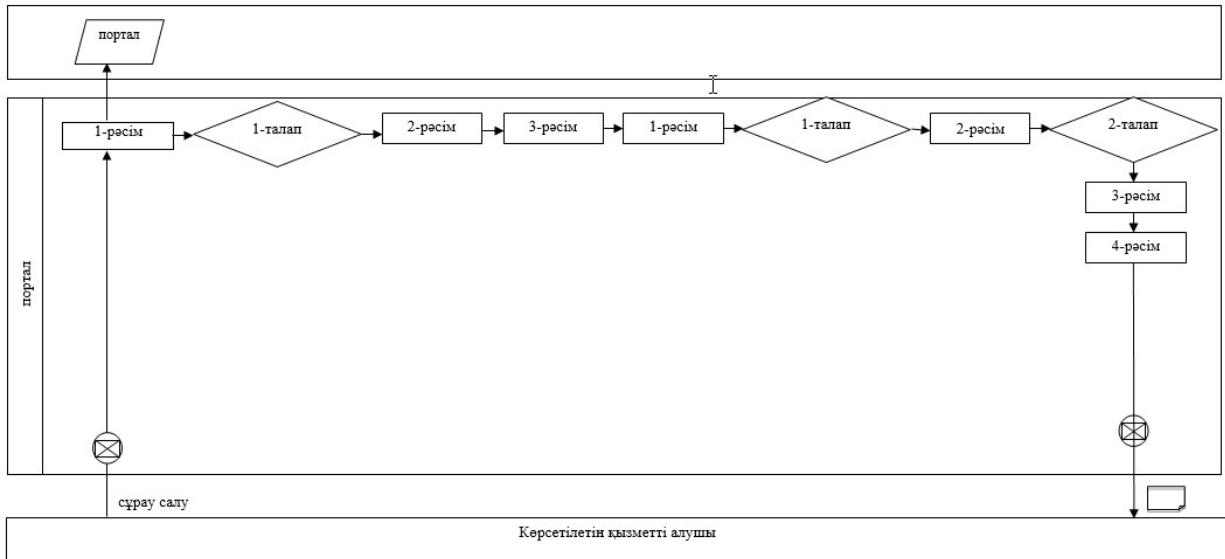 портал
1-рәсім
1-талап
2-рәсім
3-рәсім
1-рәсім
1-талап
2-рәсім
2-талап
3-рәсім
4-рәсім
портал
сұрау салу
Көрсетілетін қызметті алушы